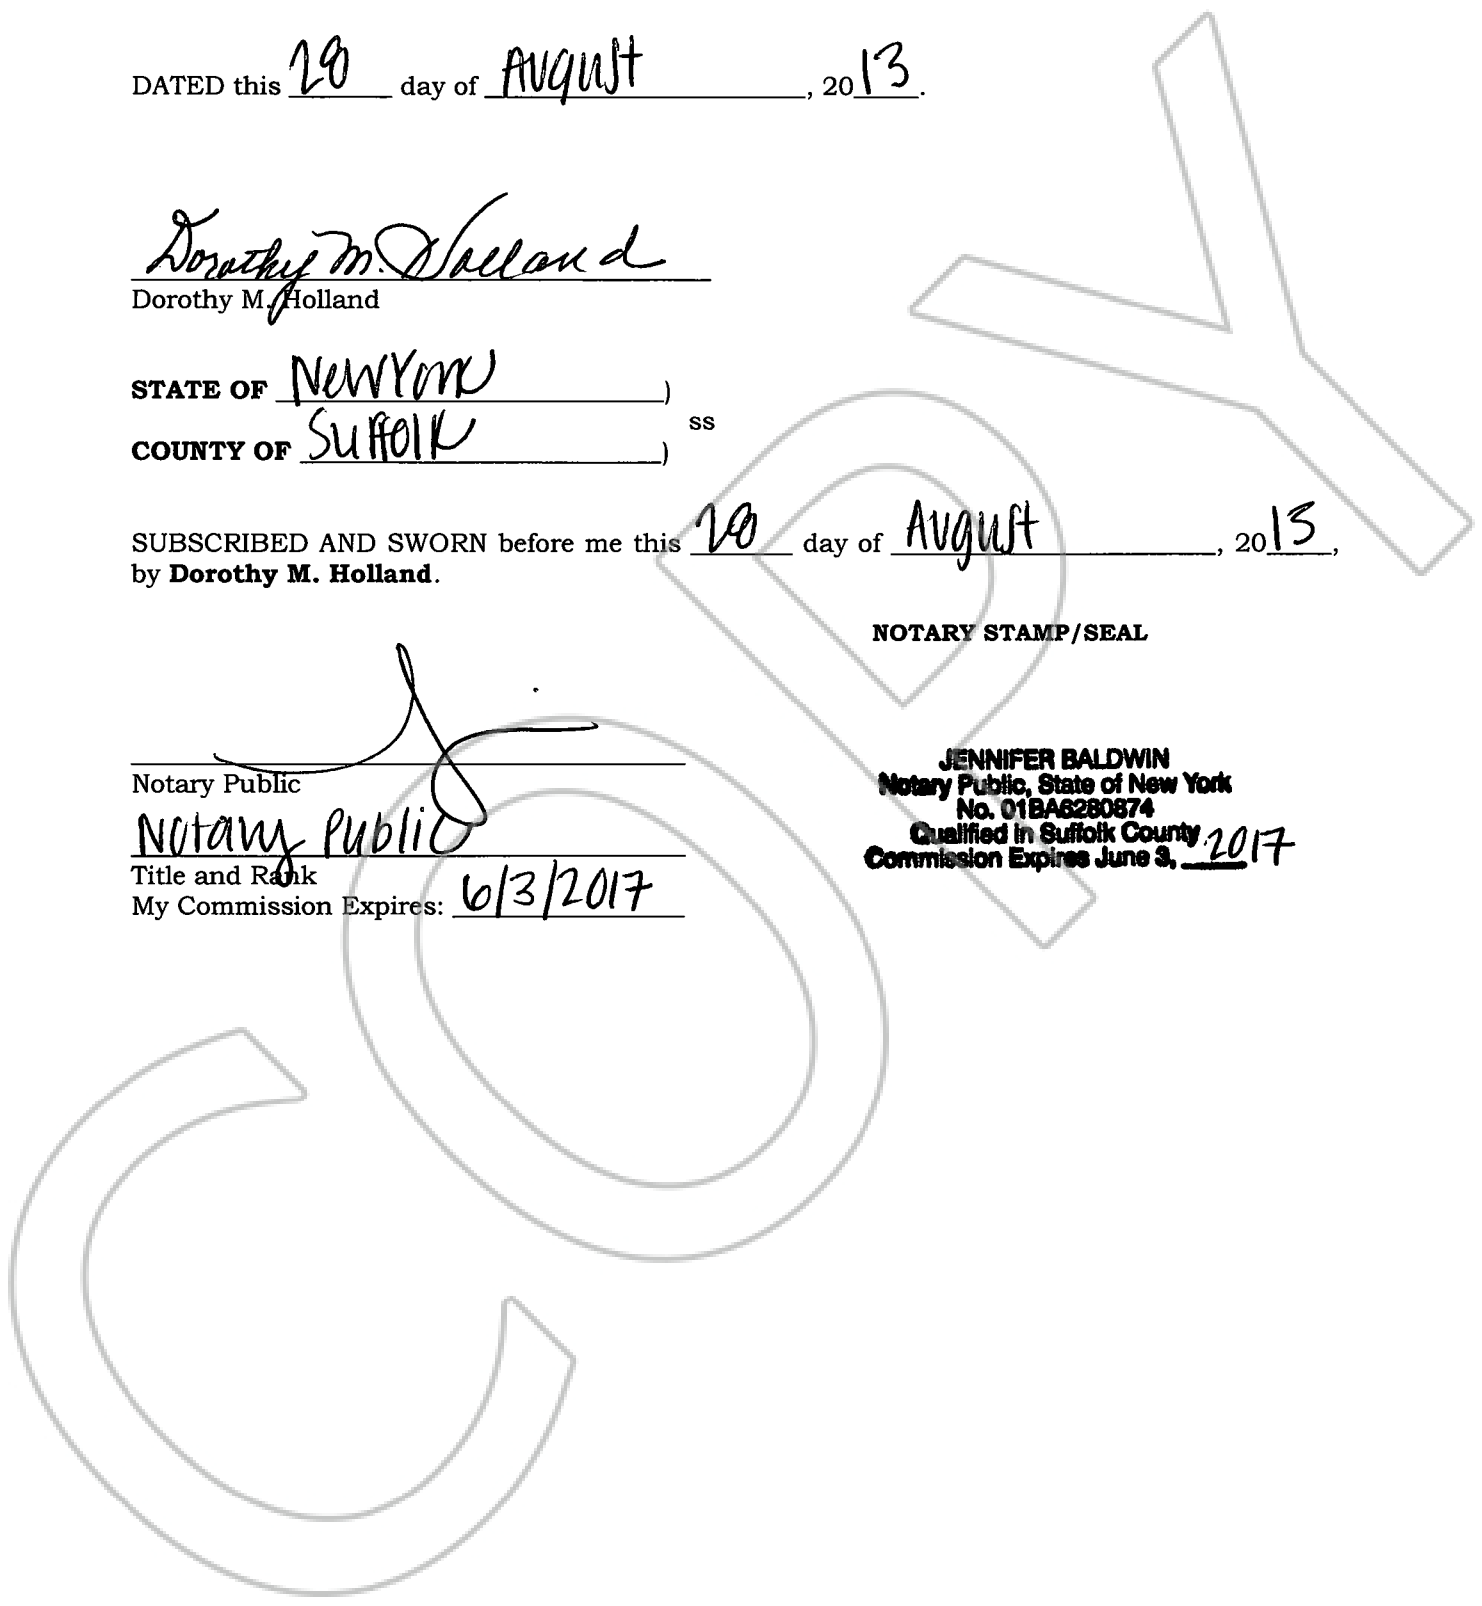 DATED this 28 day of August, 2013.
Dorothy M. Holland
Dorothy M. Holland
STATE OF New York )
ss
COUNTY OF Suffolk )
SUBSCRIBED AND SWORN before me this 28 day of August, 2013,
by Dorothy M. Holland.
NOTARY STAMP/SEAL
Notary Public
Notary Public
Title and Rank
My Commission Expires: 6/3/2017
JENNIFER BALDWIN
Notary Public, State of New York
No. 01BA6280874
Qualified in Suffolk County
Commission Expires June 3, 2017
COPY